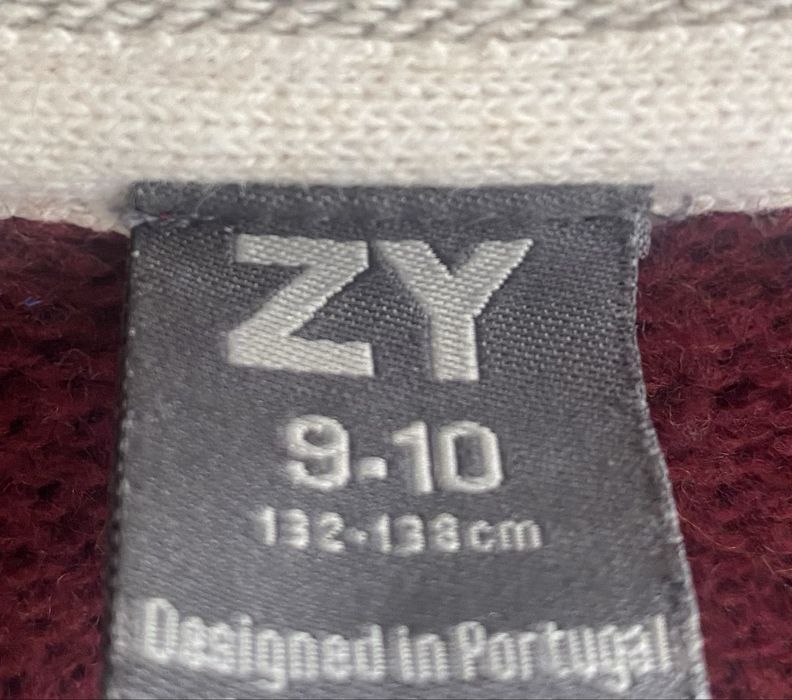 ZY
9-10
132-138cm
Designed in Portugal